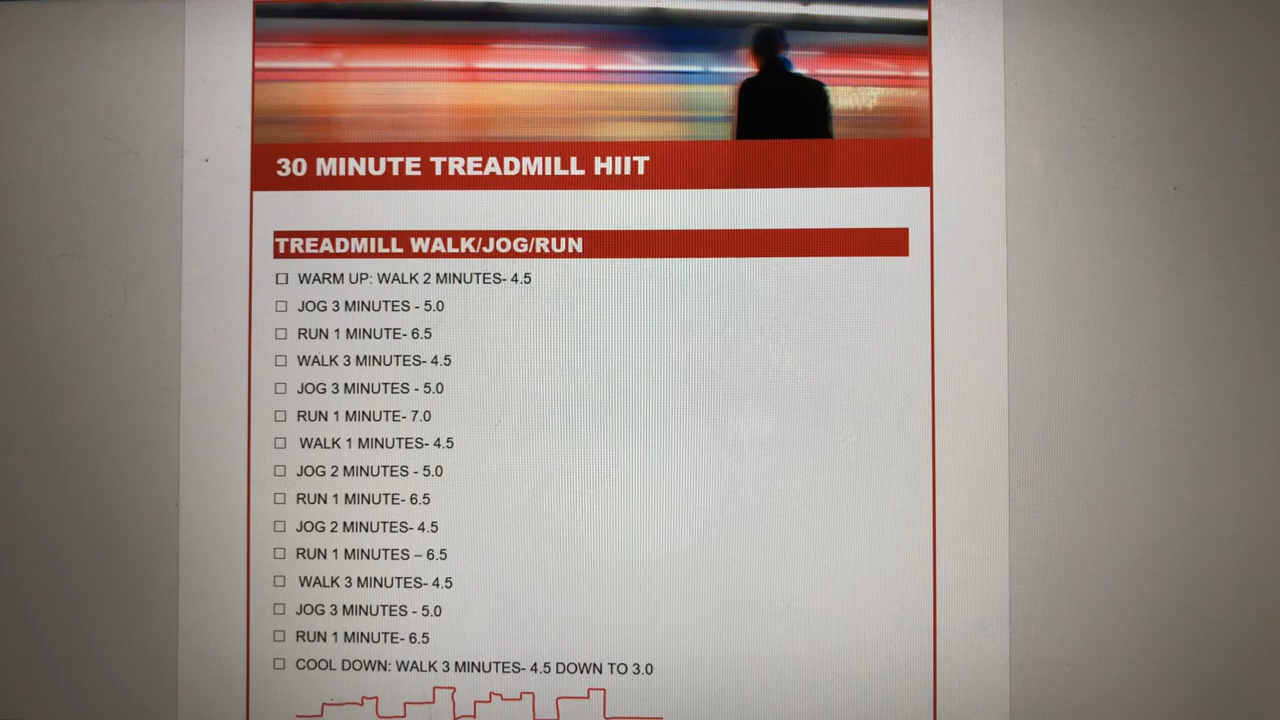 30 MINUTE TREADMILL HIIT
TREADMILL WALK/JOG/RUN
☐ WARM UP: WALK 2 MINUTES- 4.5
☐ JOG 3 MINUTES - 5.0
☐ RUN 1 MINUTE- 6.5
☐ WALK 3 MINUTES- 4.5
☐ JOG 3 MINUTES - 5.0
☐ RUN 1 MINUTE- 7.0
☐ WALK 1 MINUTES- 4.5
☐ JOG 2 MINUTES - 5.0
☐ RUN 1 MINUTE- 6.5
☐ JOG 2 MINUTES- 4.5
☐ RUN 1 MINUTES – 6.5
☐ WALK 3 MINUTES- 4.5
☐ JOG 3 MINUTES - 5.0
☐ RUN 1 MINUTE- 6.5
☐ COOL DOWN: WALK 3 MINUTES- 4.5 DOWN TO 3.0